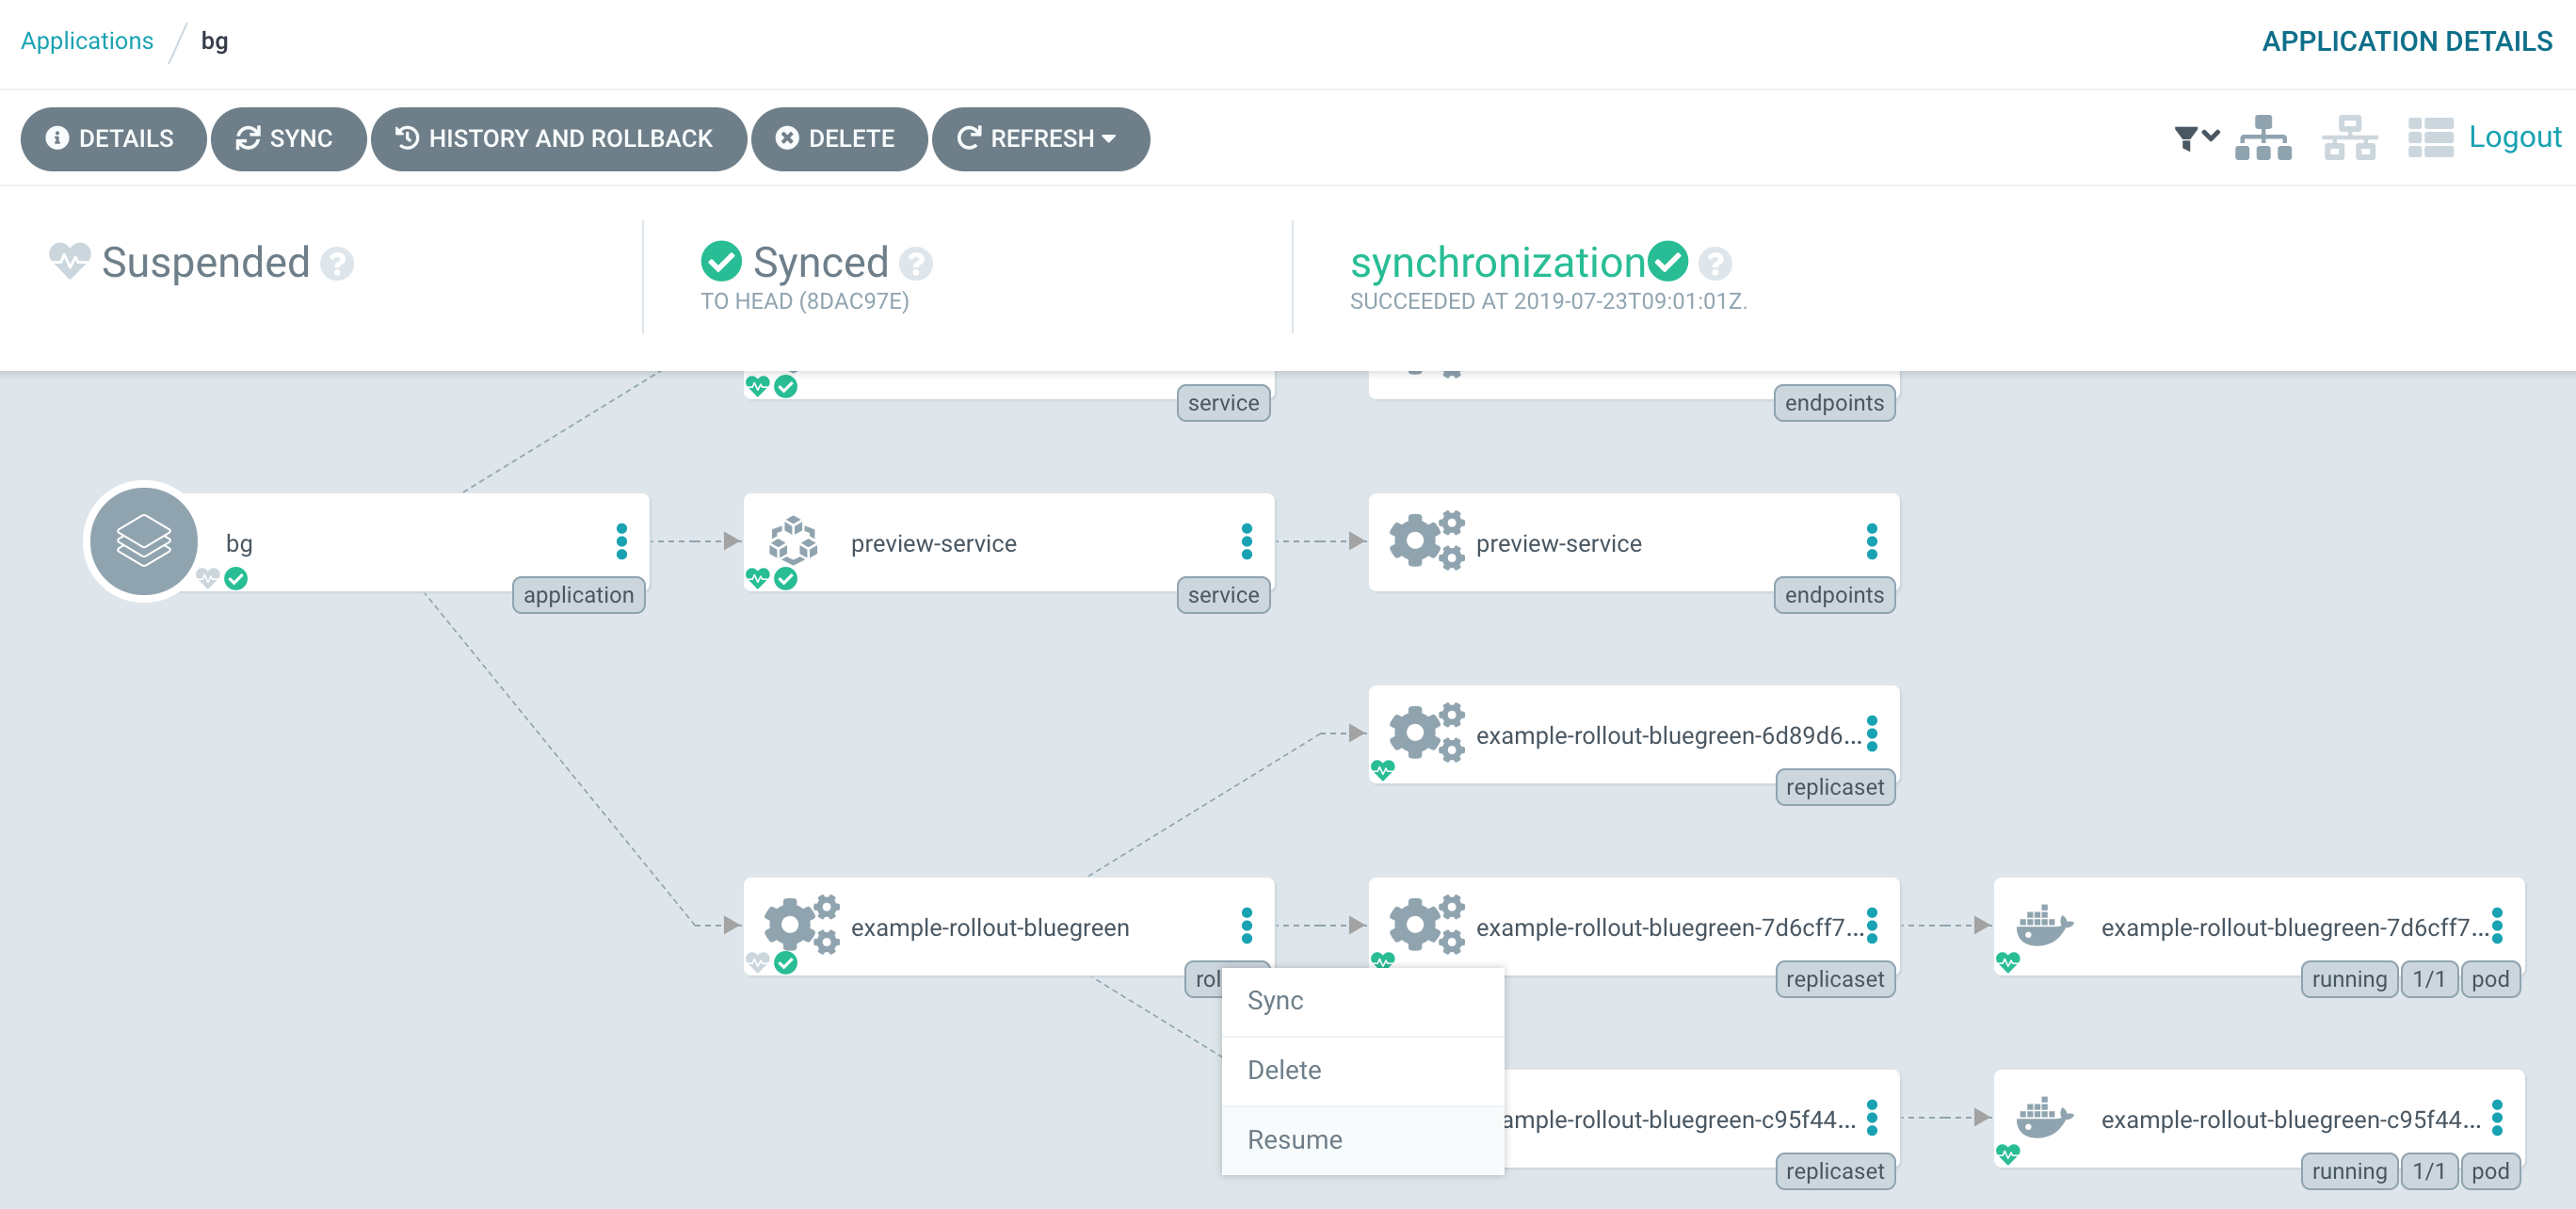 Applications / bg
APPLICATION DETAILS
DETAILS
SYNC
HISTORY AND ROLLBACK
DELETE
REFRESH
Logout
Suspended ?
Synced ?
TO HEAD (8DAC97E)
synchronization ?
SUCCEEDED AT 2019-07-23T09:01:01Z.
service
endpoints
bg
application
preview-service
service
preview-service
endpoints
example-rollout-bluegreen-6d89d6...
replicaset
example-rollout-bluegreen
rol
example-rollout-bluegreen-7d6cff7...
replicaset
example-rollout-bluegreen-7d6cff7...
running 1/1 pod
Sync
Delete
Resume
ample-rollout-bluegreen-c95f44...
replicaset
example-rollout-bluegreen-c95f44...
running 1/1 pod